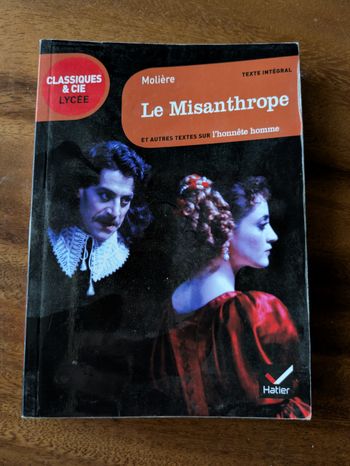 CLASSIQUES
& CIE
LYCÉE
Molière
TEXTE INTÉGRAL
Le Misanthrope
ET AUTRES TEXTES SUR l'honnête homme
Hatier